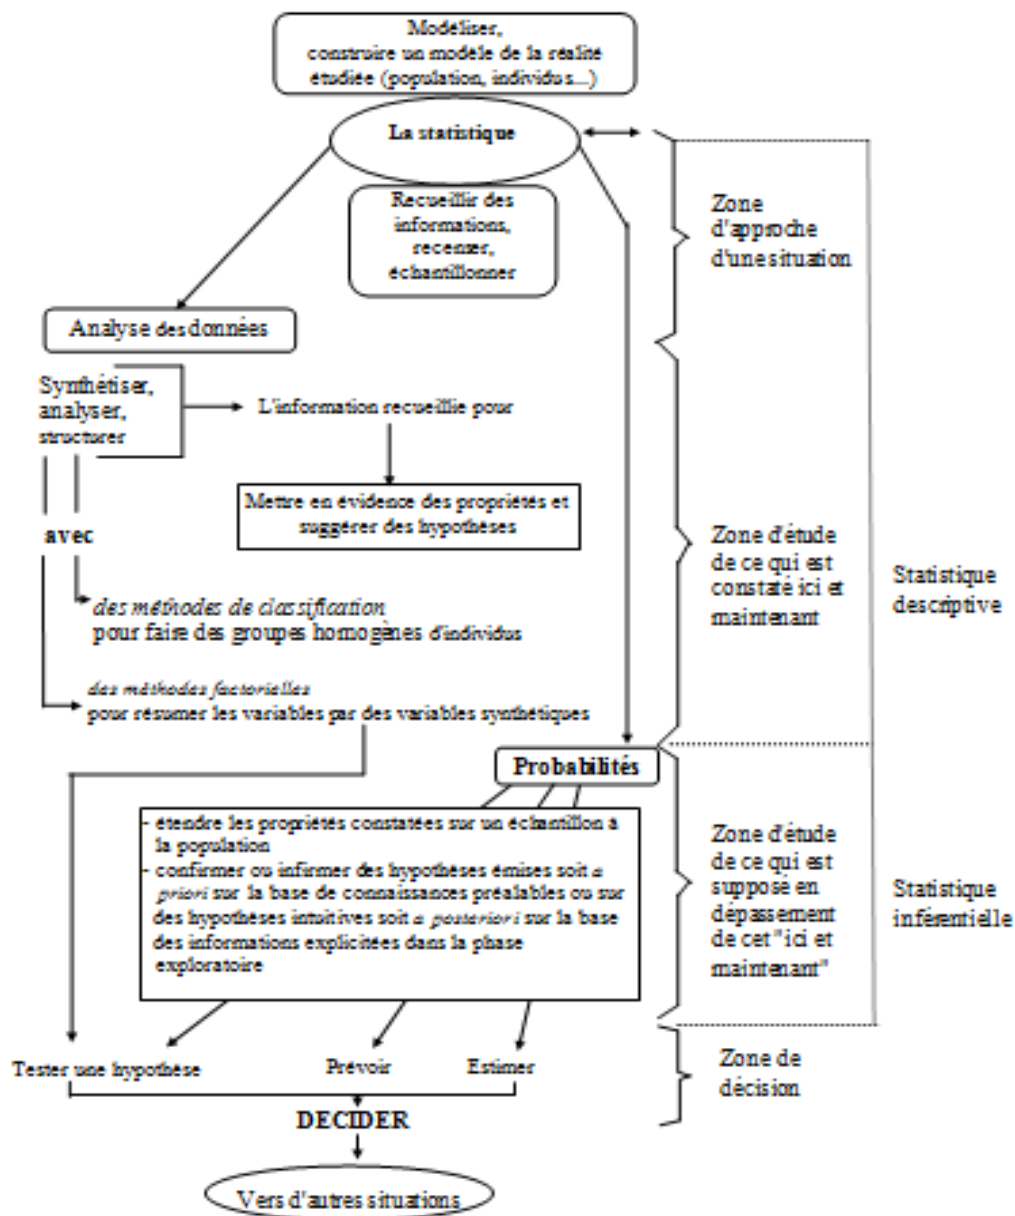 Modéliser,
construire un modèle de la réalité
étudiée (population, individus...)
La statistique
Recueillir des
informations,
recenser,
échantillonner
Zone
d'approche
d'une situation
Analyse des données
Synthétiser,
analyser,
structurer
L'information recueillie pour
Mettre en évidence des propriétés et
suggérer des hypothèses
avec
Zone d'étude
de ce qui est
constaté ici et
maintenant
Statistique
descriptive
des méthodes de classification
pour faire des groupes homogènes d'individus
des méthodes factorielles
pour résumer les variables par des variables synthétiques
Probabilités
- étendre les propriétés constatées sur un échantillon à
la population
- confirmer ou infirmer des hypothèses émises soit a
priori sur la base de connaissances préalables ou sur
des hypothèses intuitives soit a posteriori sur la base
des informations explicitées dans la phase
exploratoire
Zone d'étude
de ce qui est
supposé en
dépassement
de cet "ici et
maintenant"
Statistique
inférentielle
Tester une hypothèse
Prévoir
Estimer
Zone de
décision
DECIDER
Vers d'autres situations